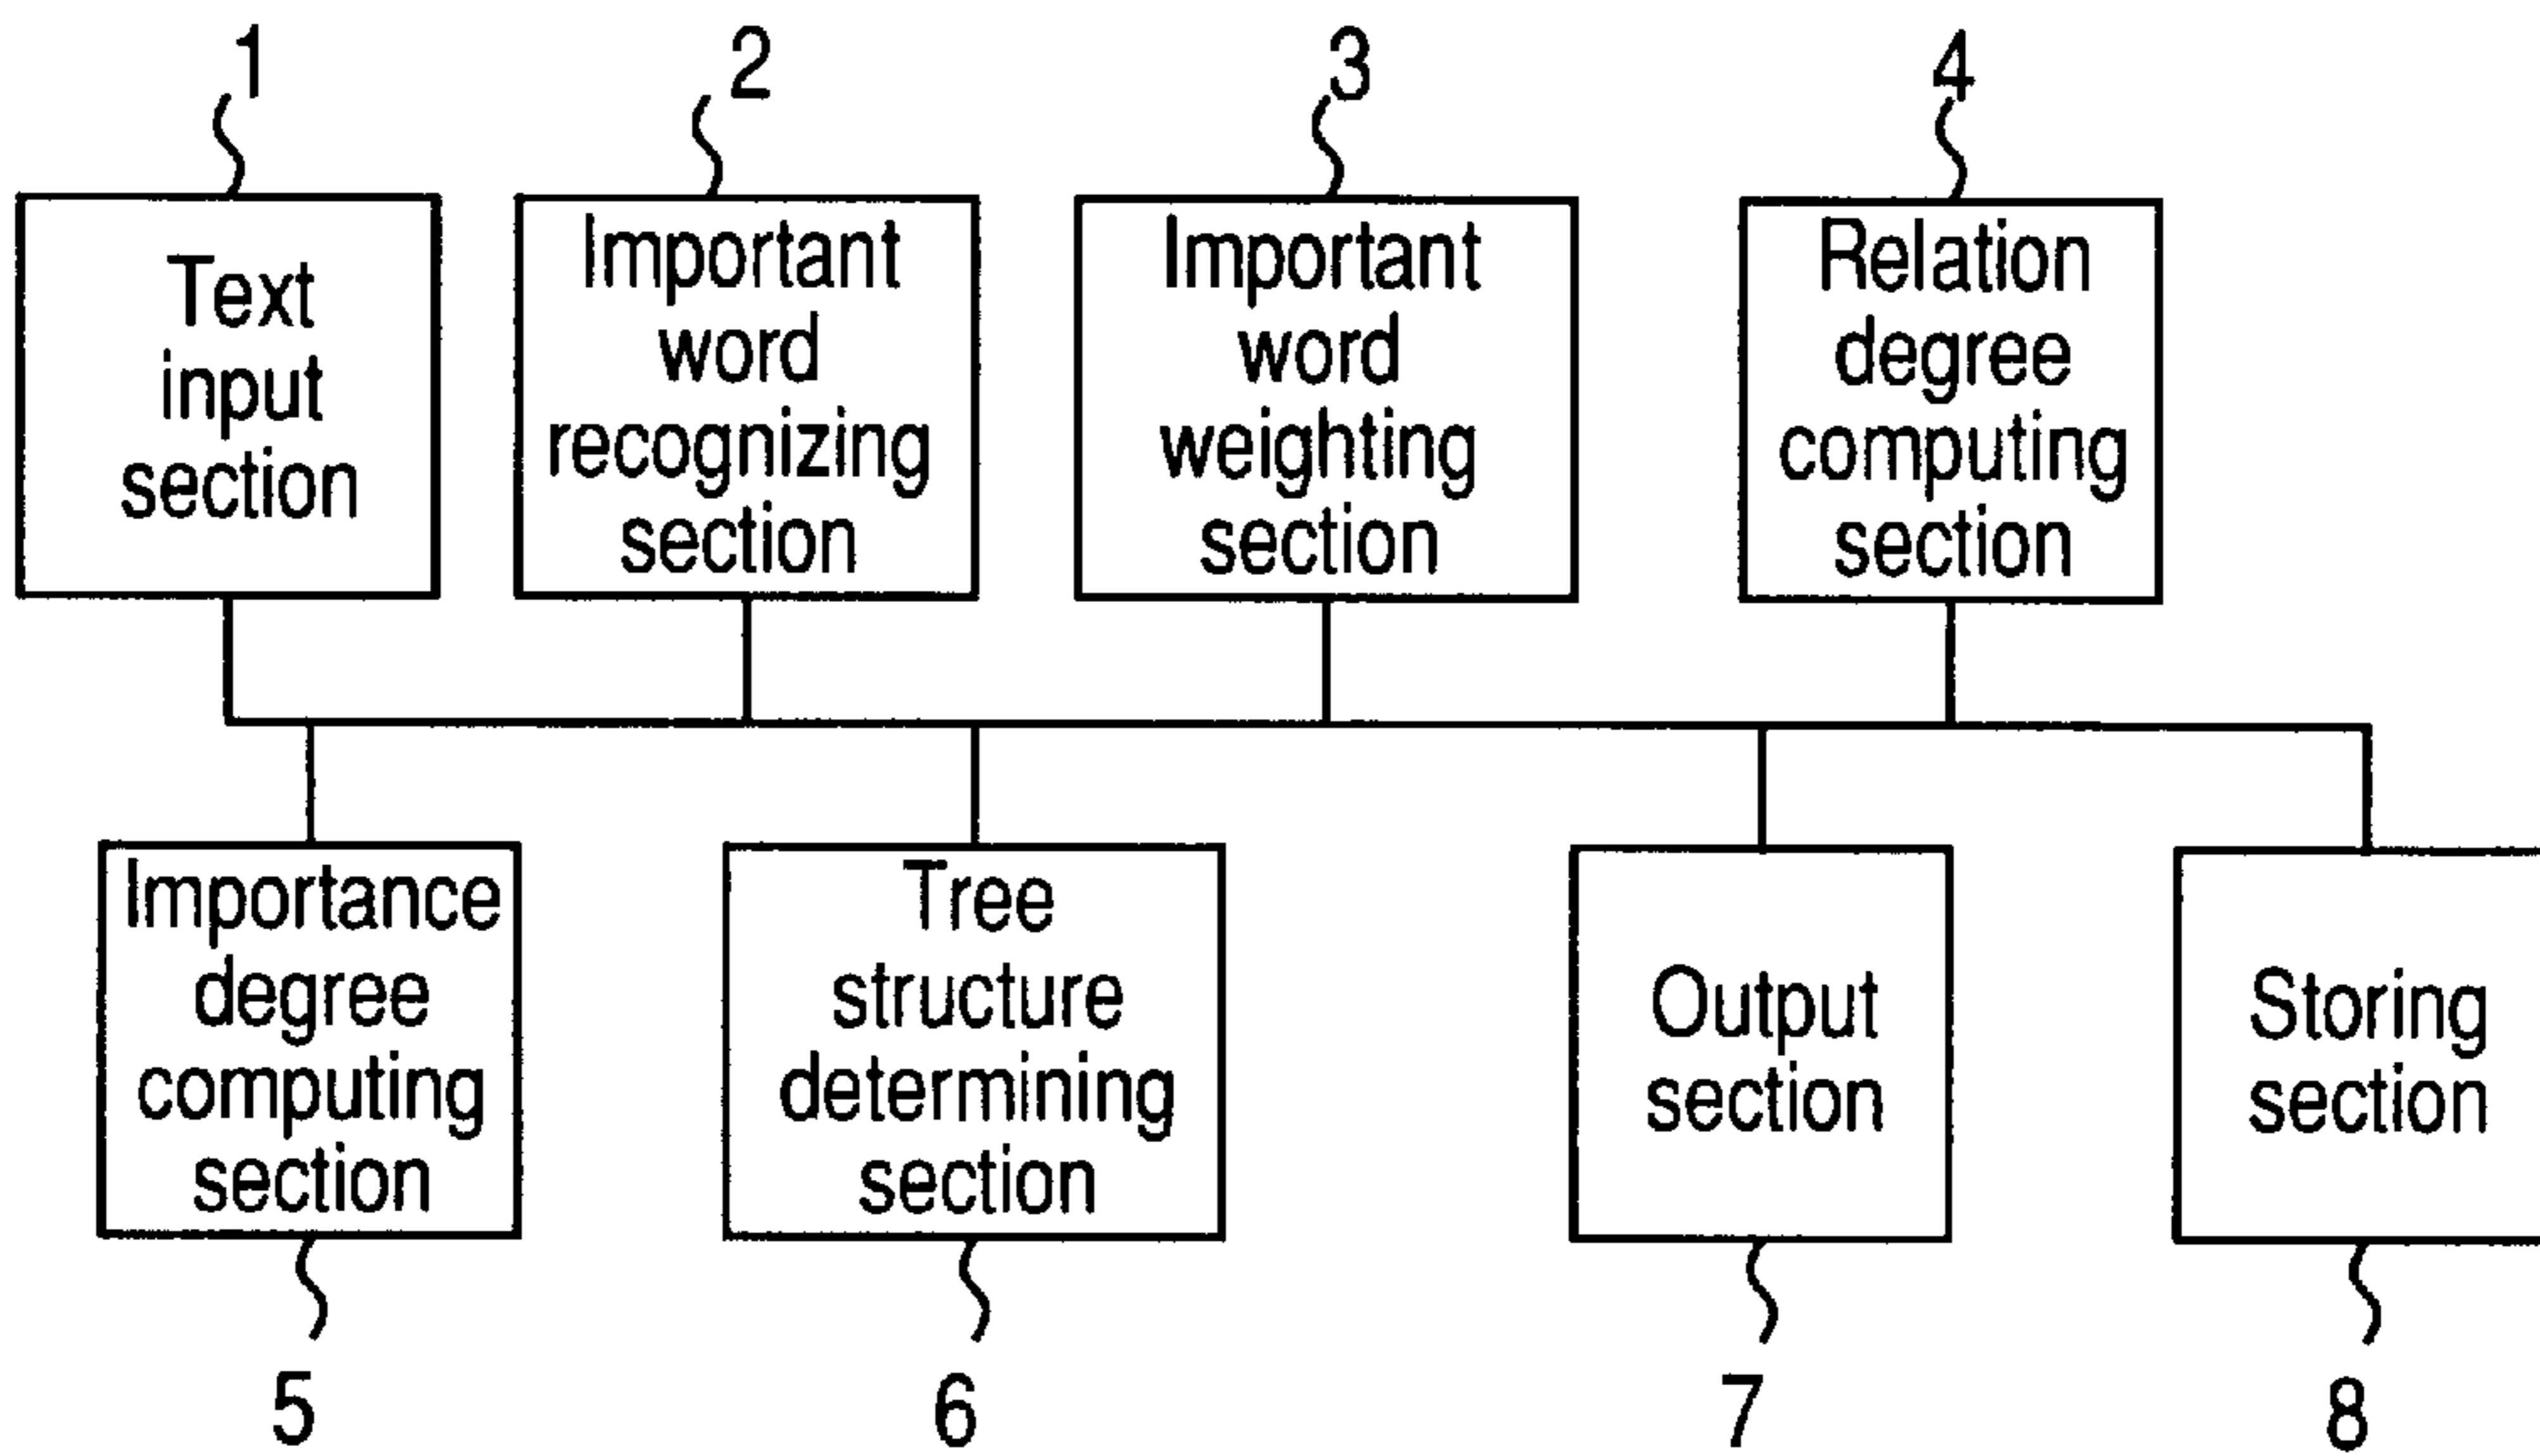 1
2
3
4
Text
input
section
Important
word
recognizing
section
Important
word
weighting
section
Relation
degree
computing
section
Importance
degree
computing
section
Tree
structure
determining
section
Output
section
Storing
section
5
6
7
8